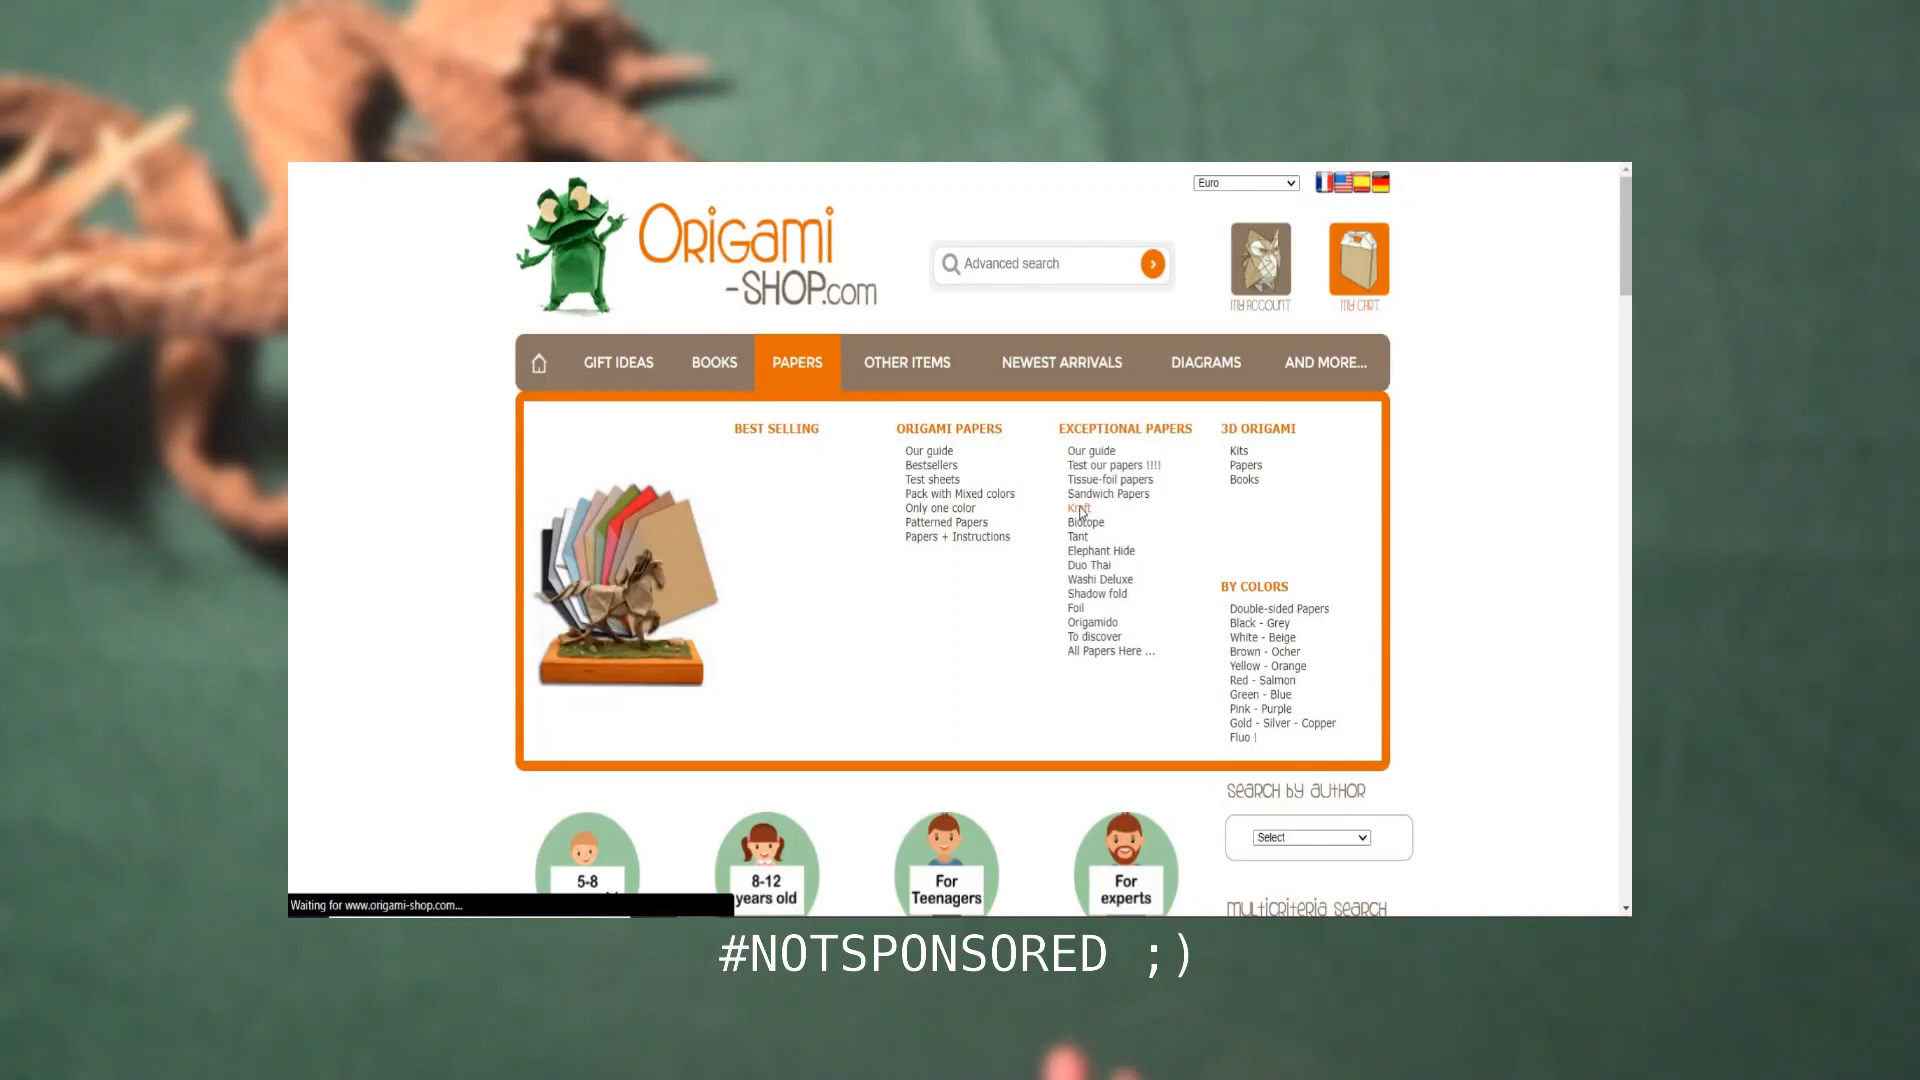 Euro
ORIGAMI
-SHOP.com
Advanced search
MY ACCOUNT
MY CART
GIFT IDEAS
BOOKS
PAPERS
OTHER ITEMS
NEWEST ARRIVALS
DIAGRAMS
AND MORE...
BEST SELLING
ORIGAMI PAPERS
Our guide
Bestsellers
Test sheets
Pack with Mixed colors
Only one color
Patterned Papers
Papers + Instructions
EXCEPTIONAL PAPERS
Our guide
Test our papers !!!!
Tissue-foil papers
Sandwich Papers
Kraft
Biotope
Tant
Elephant Hide
Duo Thai
Washi Deluxe
Shadow fold
Foil
Origamido
To discover
All Papers Here ...
3D ORIGAMI
Kits
Papers
Books
BY COLORS
Double-sided Papers
Black - Grey
White - Beige
Brown - Ocher
Yellow - Orange
Red - Salmon
Green - Blue
Pink - Purple
Gold - Silver - Copper
Fluo !
Search by author
Select
multicriteria search
5-8
8-12
years old
For
Teenagers
For
experts
Waiting for www.origami-shop.com...
#NOTSPONSORED ;)